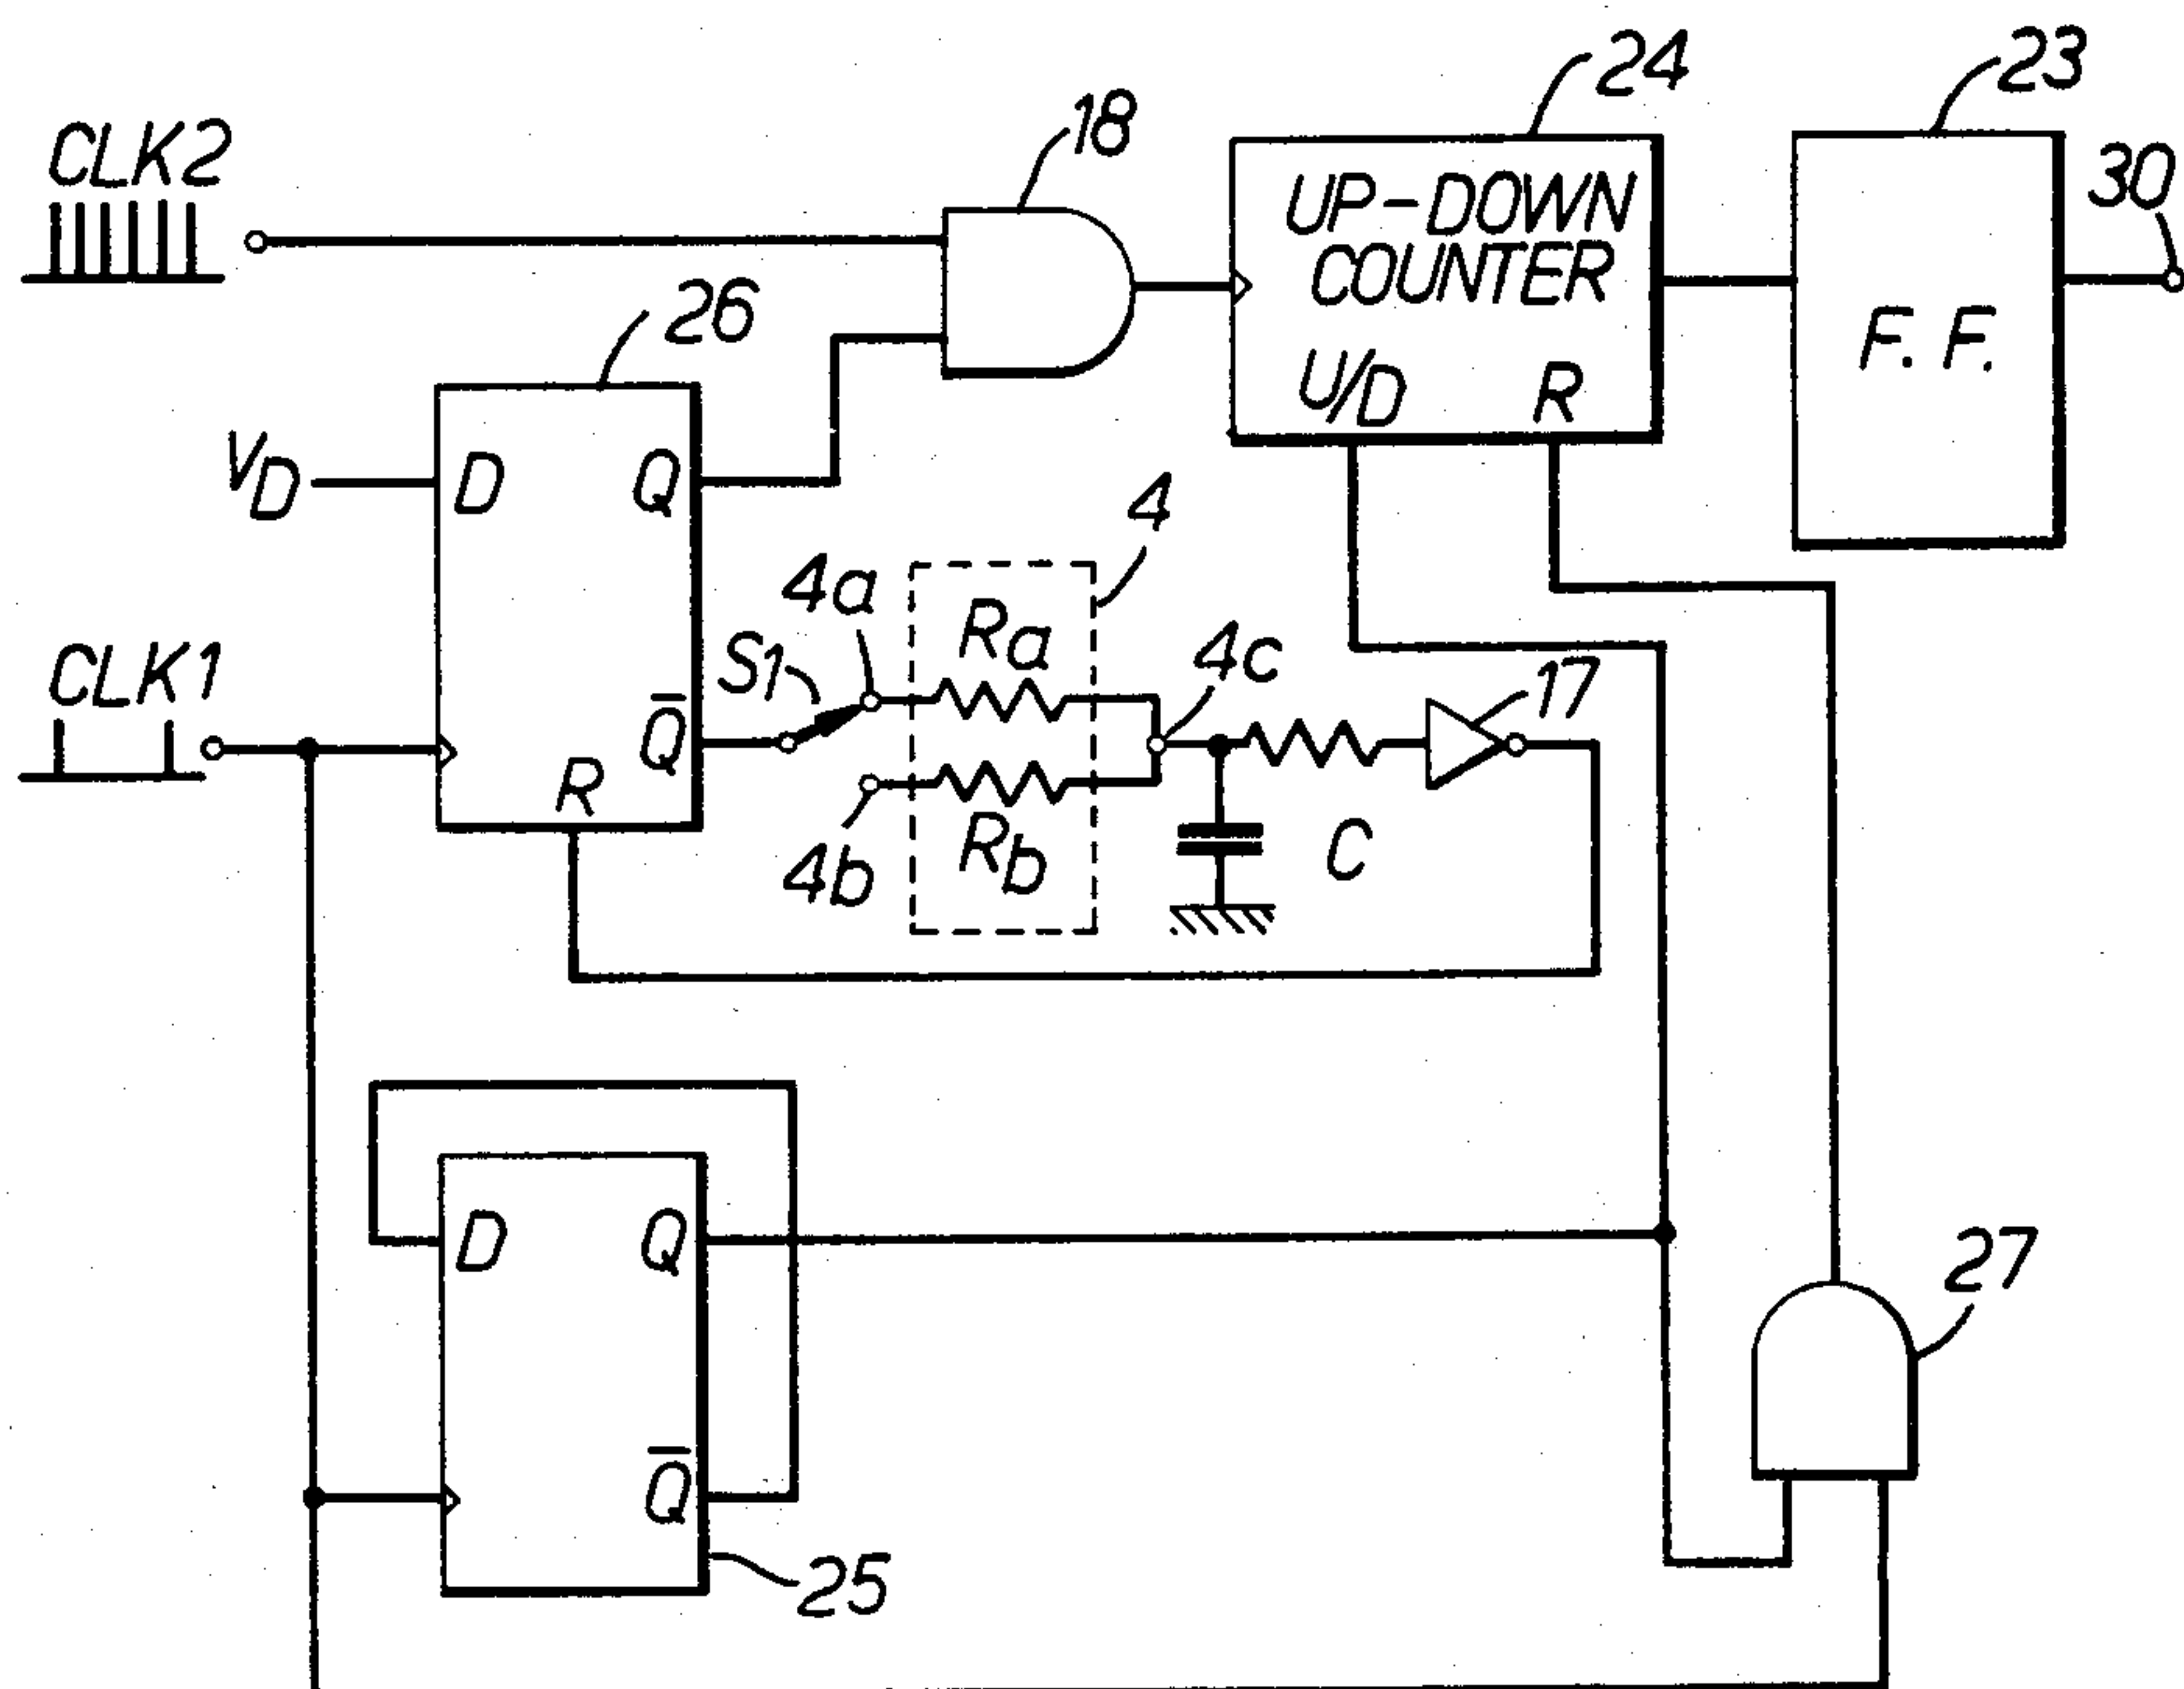 24
23
CLK2
18
30
UP-DOWN
COUNTER
26
F. F.
U/D
R
V_D
D
Q
4
4a
Ra
4c
S1
17
CLK1
Q̄
R
Rb
C
4b
D
Q
27
Q̄
25